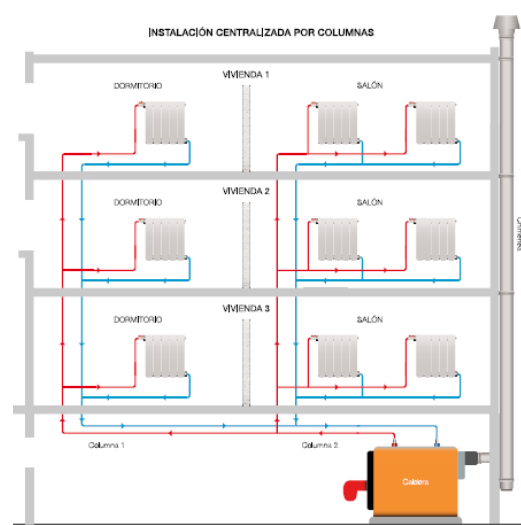 INSTALACIÓN CENTRALIZADA POR COLUMNAS
VIVIENDA 1
DORMITORIO
SALÓN
VIVIENDA 2
DORMITORIO
SALÓN
VIVIENDA 3
DORMITORIO
SALÓN
Chimenea
Columna 1
Columna 2
Caldera